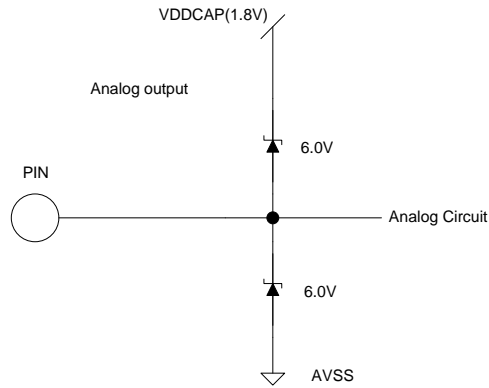 VDDCAP(1.8V)
Analog output
6.0V
PIN
Analog Circuit
6.0V
AVSS